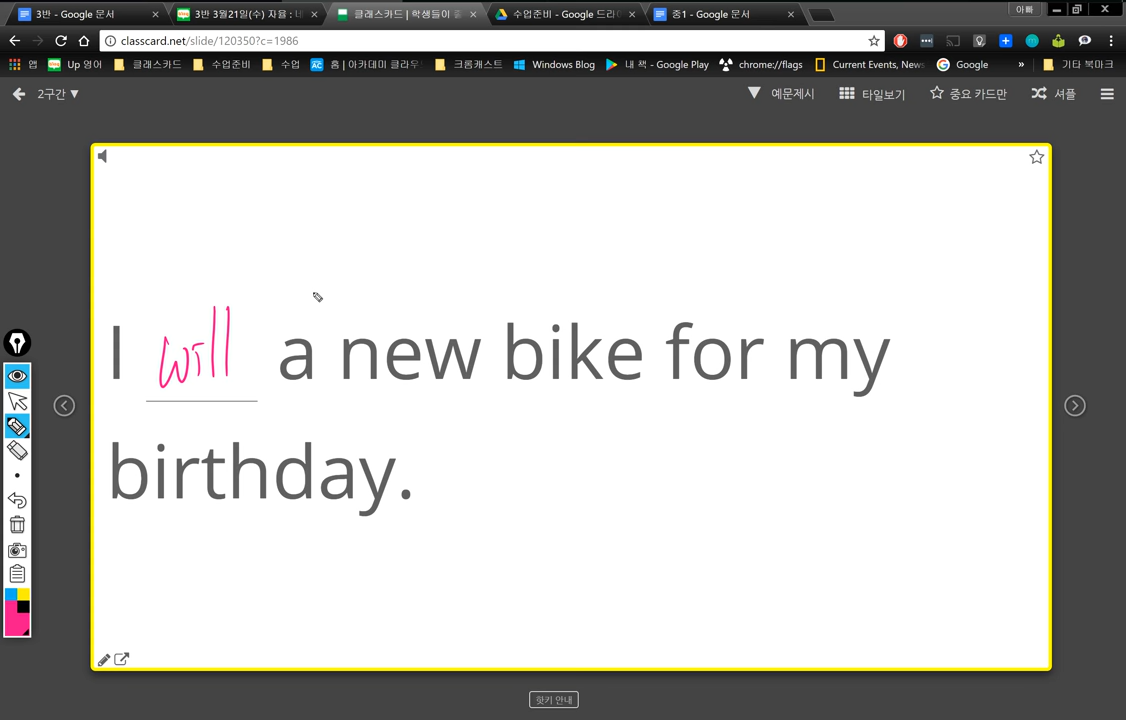 3반 - Google 문서
3반 3월21일(수) 자율 : 네
클래스카드 | 학생들이 줄
수업준비 - Google 드라이
중1 - Google 문서
아빠
classcard.net/slide/120350?c=1986
앱
Up 영어
클래스카드
수업준비
수업
홈 | 아카데미 클라우
크롬캐스트
Windows Blog
내 책 - Google Play
chrome://flags
Current Events, News
Google
»
기타 북마크
2구간 ▼
예문제시
타일보기
중요 카드만
셔플
I will a new bike for my
birthday.
핫키 안내